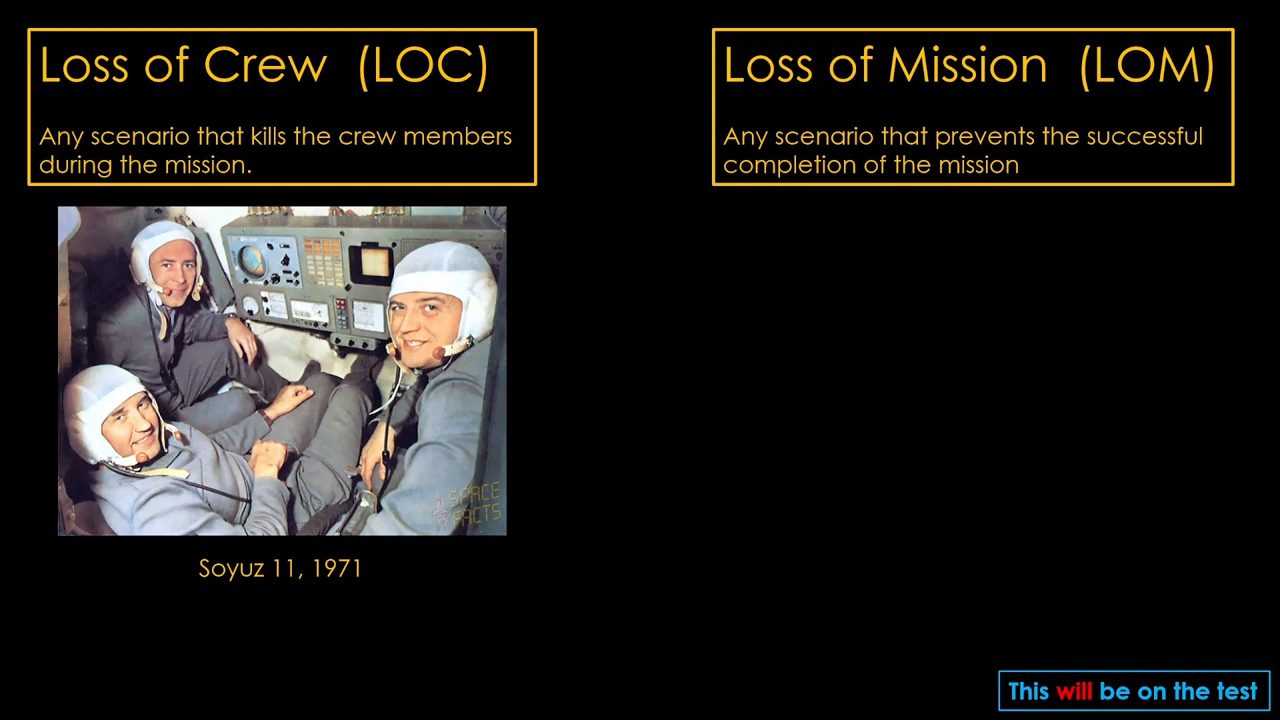 Loss of Crew (LOC)
Any scenario that kills the crew members
during the mission.
Loss of Mission (LOM)
Any scenario that prevents the successful
completion of the mission
SPACE
FACTS
Soyuz 11, 1971
This will be on the test